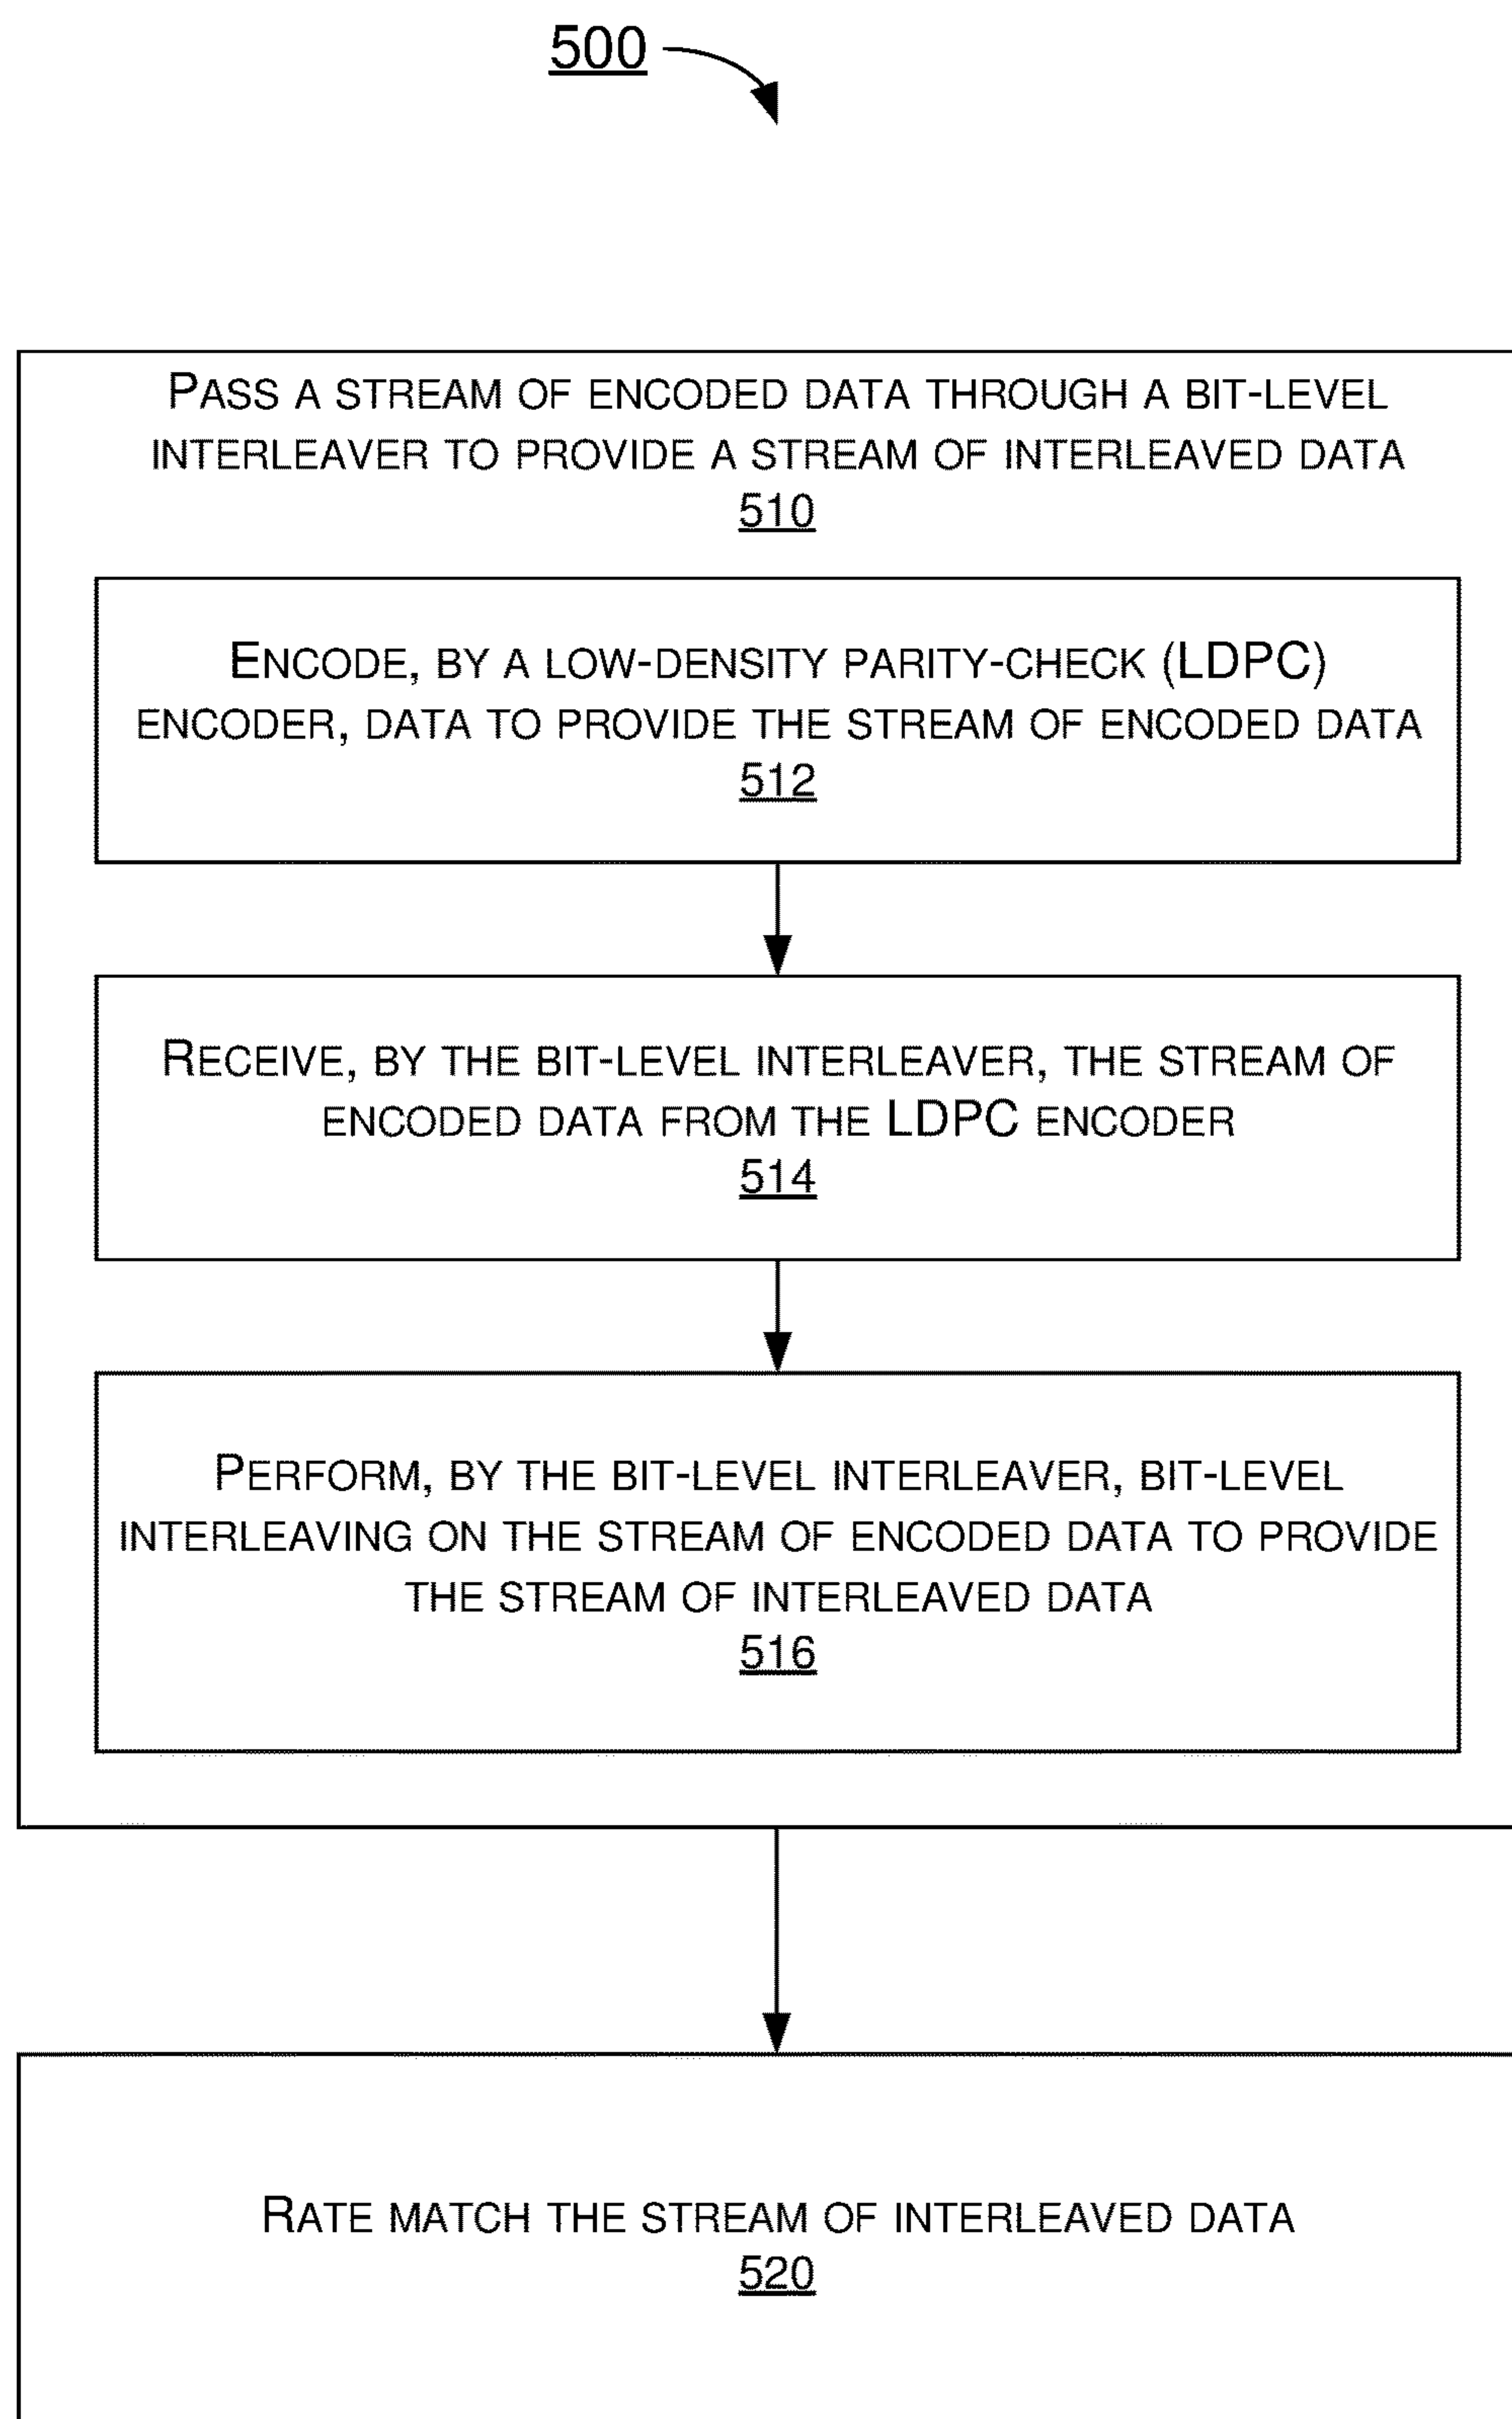 500
PASS A STREAM OF ENCODED DATA THROUGH A BIT-LEVEL
INTERLEAVER TO PROVIDE A STREAM OF INTERLEAVED DATA
510
ENCODE, BY A LOW-DENSITY PARITY-CHECK (LDPC)
ENCODER, DATA TO PROVIDE THE STREAM OF ENCODED DATA
512
RECEIVE, BY THE BIT-LEVEL INTERLEAVER, THE STREAM OF
ENCODED DATA FROM THE LDPC ENCODER
514
PERFORM, BY THE BIT-LEVEL INTERLEAVER, BIT-LEVEL
INTERLEAVING ON THE STREAM OF ENCODED DATA TO PROVIDE
THE STREAM OF INTERLEAVED DATA
516
RATE MATCH THE STREAM OF INTERLEAVED DATA
520